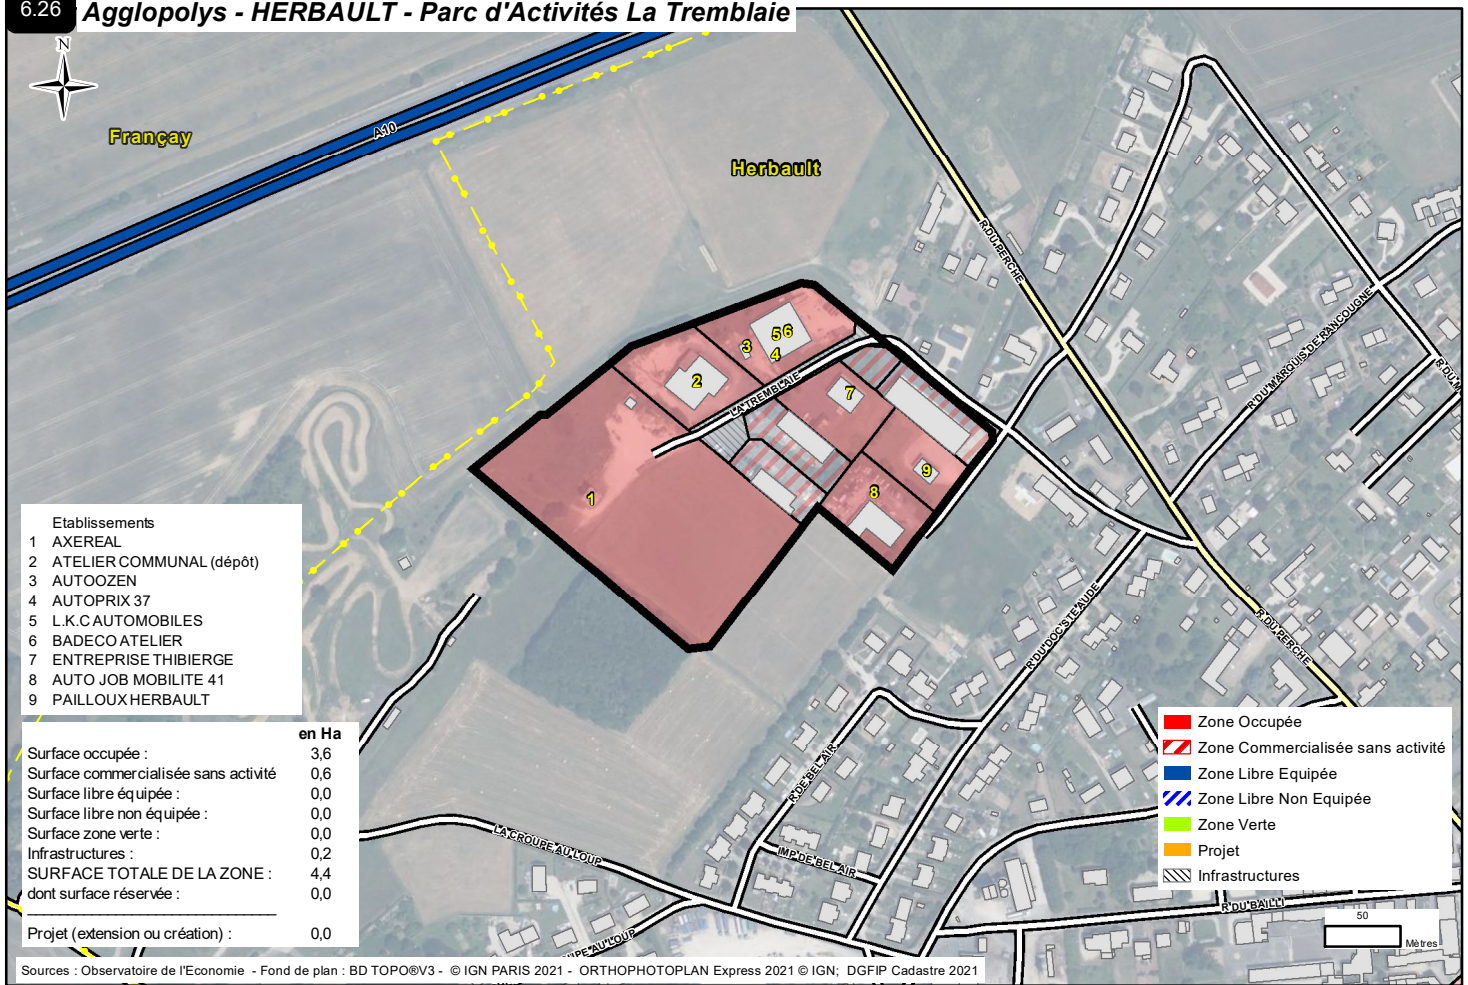 6.26 Agglopolys - HERBAULT - Parc d'Activités La Tremblaie
N
Françay
A10
Herbault
R DU PERCHE
R DU MARQUIS DE RANCOUGNE
R DU M
5 6
3
4
2
LA TREMBLAIE
7
9
8
1
Etablissements
1 AXEREAL
2 ATELIER COMMUNAL (dépôt)
3 AUTOOZEN
4 AUTOPRIX 37
5 L.K.C AUTOMOBILES
6 BADECO ATELIER
7 ENTREPRISE THIBIERGE
8 AUTO JOB MOBILITE 41
9 PAILLOUX HERBAULT
R DU DOC STEAUDE
R DU PERCHE
R DE BEL AIR
IMP DE BEL AIR
LA CROUPE AU LOUP
UPE AU LOUP
R DU BAILLI
en Ha
Surface occupée : 3,6
Surface commercialisée sans activité 0,6
Surface libre équipée : 0,0
Surface libre non équipée : 0,0
Surface zone verte : 0,0
Infrastructures : 0,2
SURFACE TOTALE DE LA ZONE : 4,4
dont surface réservée : 0,0
Projet (extension ou création) : 0,0
Zone Occupée
Zone Commercialisée sans activité
Zone Libre Equipée
Zone Libre Non Equipée
Zone Verte
Projet
Infrastructures
50
Mètres
Sources : Observatoire de l'Economie - Fond de plan : BD TOPO®V3 - © IGN PARIS 2021 - ORTHOPHOTOPLAN Express 2021 © IGN; DGFIP Cadastre 2021